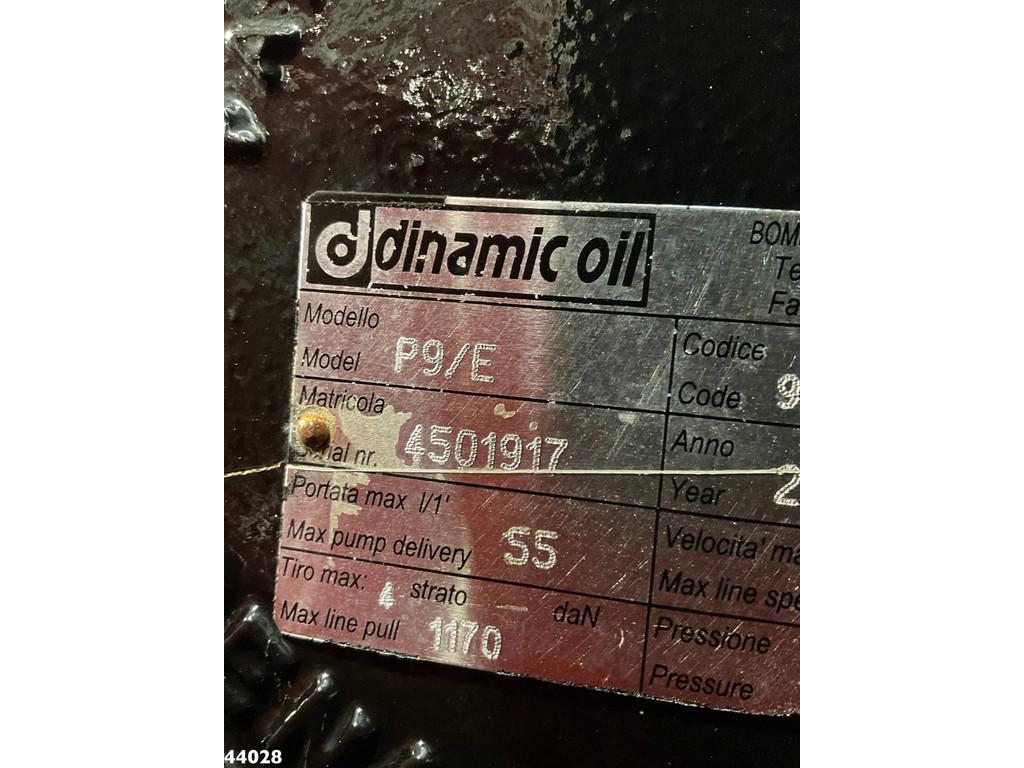 dinamic oil
BOM
Te
Fa
Modello
Model P9/E
Codice
Code 9
Matricola
Serial nr. 4501917
Anno
Year 2
Portata max l/1'
Max pump delivery 55
Velocita' ma
Max line spe
Tiro max: 4 strato daN
Max line pull 1170
Pressione
Pressure
44028